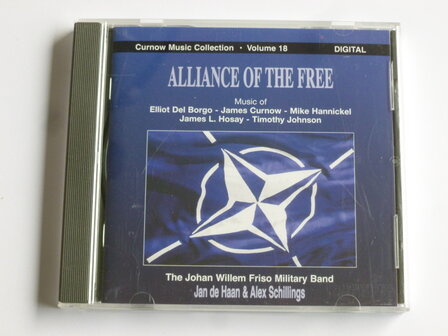 Curnow Music Collection • Volume 18 DIGITAL
ALLIANCE OF THE FREE
Music of
Elliot Del Borgo - James Curnow - Mike Hannickel
James L. Hosay - Timothy Johnson
The Johan Willem Friso Military Band
Jan de Haan & Alex Schillings